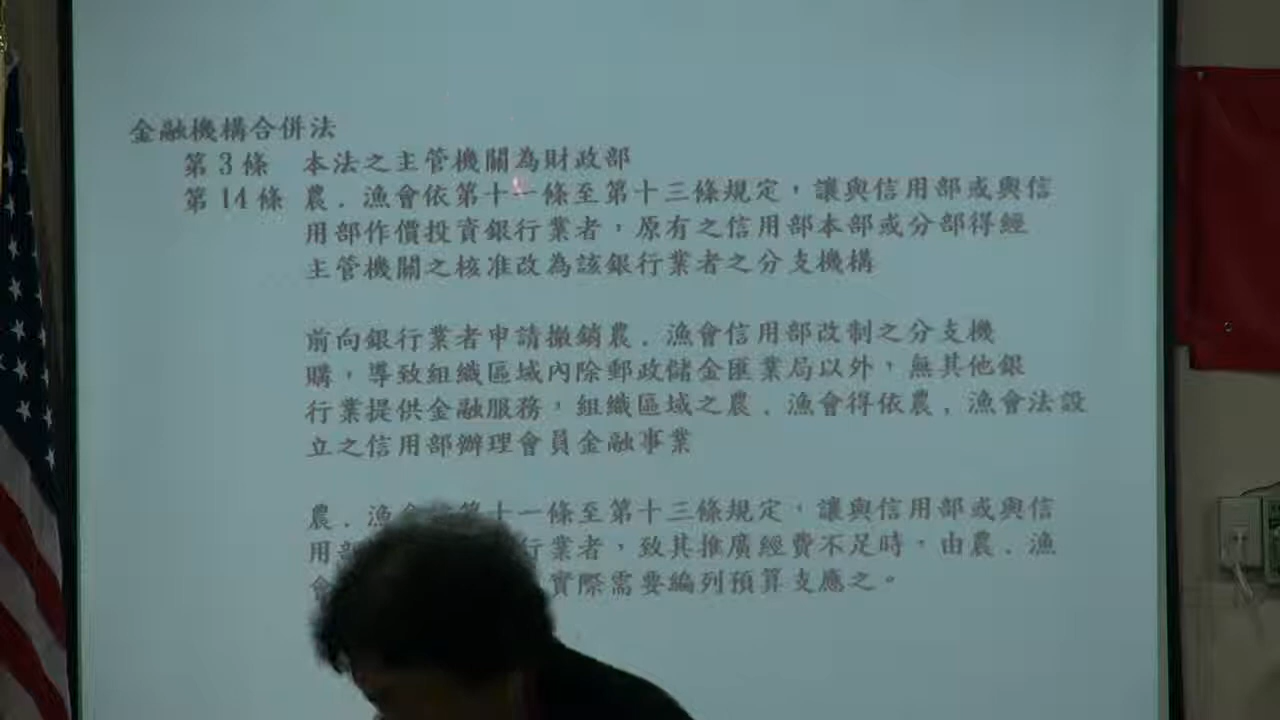 金融機構合併法
第3條 本法之主管機關為財政部
第14條 農．漁會依第十一條至第十三條規定，讓與信用部或與信
用部作價投資銀行業者，原有之信用部本部或分部得經
主管機關之核准改為該銀行業者之分支機構
前向銀行業者申請撤銷農．漁會信用部改制之分支機
購，導致組織區域內除郵政儲金匯業局以外，無其他銀
行業提供金融服務，組織區域之農．漁會得依農．漁會法設
立之信用部辦理會員金融事業
農．漁 十一條至第十三條規定，讓與信用部或與信
用部 行業者，致其推廣經費不足時，由農．漁
實際需要編列預算支應之。